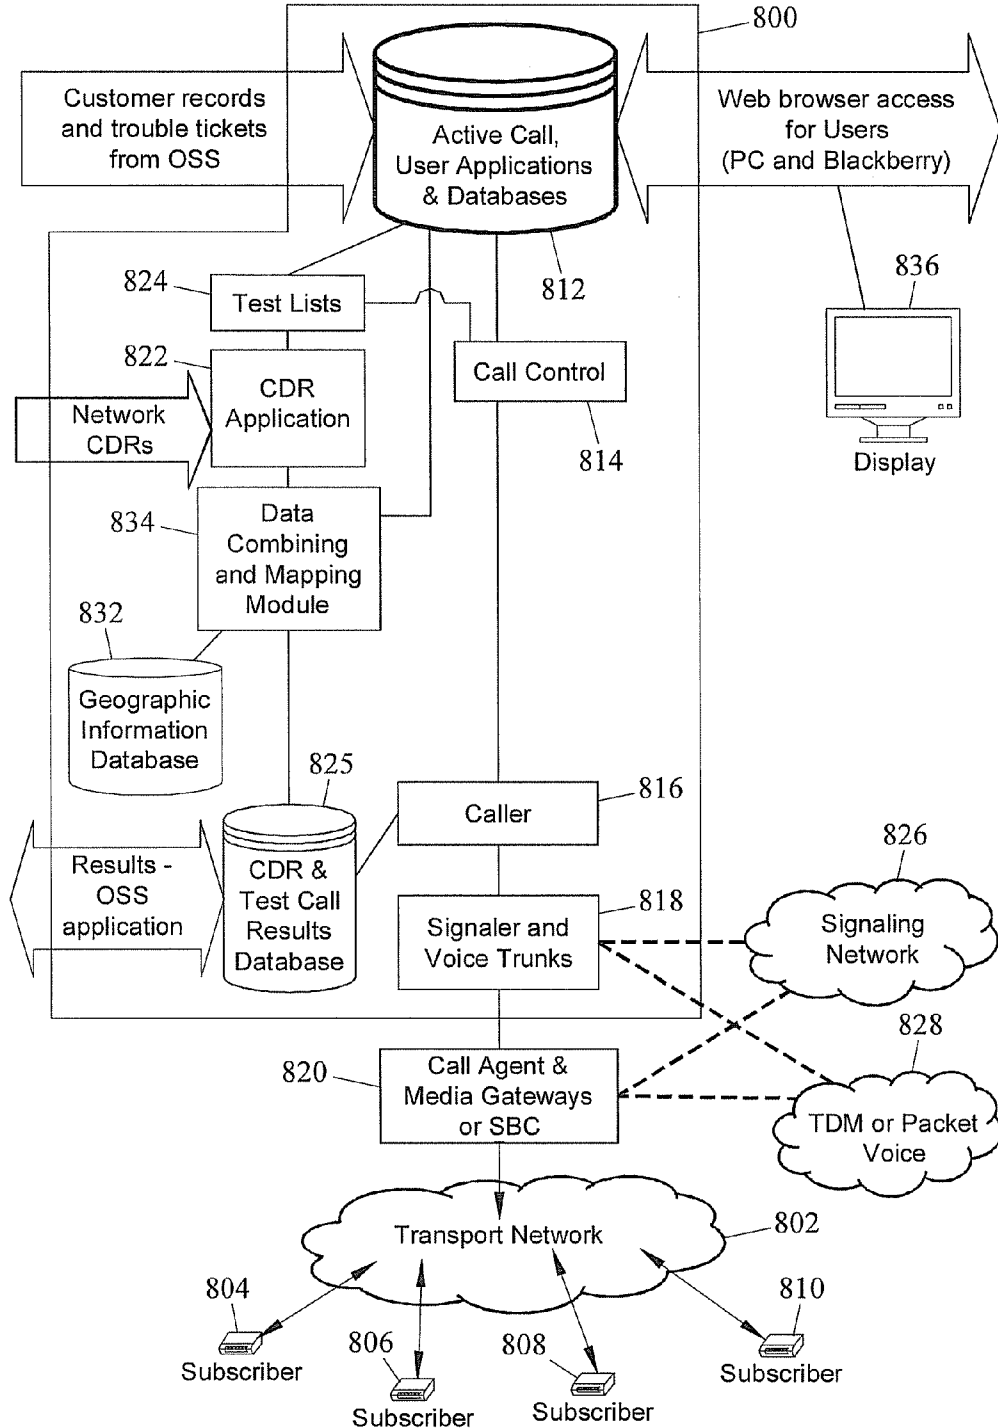 800
Customer records
and trouble tickets
from OSS
Active Call,
User Applications
& Databases
Web browser access
for Users
(PC and Blackberry)
812
836
824
Test Lists
822
CDR
Application
Call Control
814
Network
CDRs
Display
834
Data
Combining
and Mapping
Module
832
Geographic
Information
Database
825
816
Caller
Results -
OSS
application
CDR &
Test Call
Results
Database
818
Signaler and
Voice Trunks
826
Signaling
Network
820
Call Agent &
Media Gateways
or SBC
828
TDM or Packet
Voice
802
Transport Network
804
Subscriber
806
Subscriber
808
Subscriber
810
Subscriber